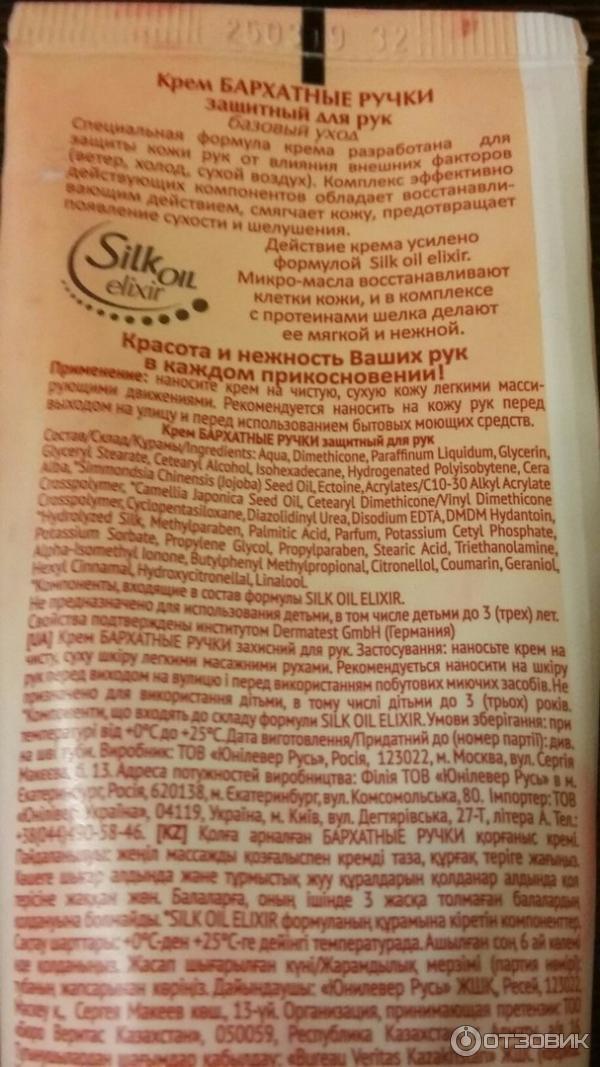 250319 32
Крем БАРХАТНЫЕ РУЧКИ
защитный для рук
базовый уход
Специальная формула крема разработана для
защиты кожи рук от влияния внешних факторов
(ветер, холод, сухой воздух). Комплекс эффективно
действующих компонентов обладает восстанавли-
вающим действием, смягчает кожу, предотвращает
появление сухости и шелушения.
Silk OIL
elixir
Действие крема усилено
формулой Silk oil elixir.
Микро-масла восстанавливают
клетки кожи, и в комплексе
с протеинами шелка делают
ее мягкой и нежной.
Красота и нежность Ваших рук
в каждом прикосновении!
Применение: наносите крем на чистую, сухую кожу легкими масси-
рующими движениями. Рекомендуется наносить на кожу рук перед
выходом на улицу и перед использованием бытовых моющих средств.
Крем БАРХАТНЫЕ РУЧКИ защитный для рук
Состав/Склад/Құрамы/Ingredients: Aqua, Dimethicone, Paraffinum Liquidum, Glycerin,
Glyceryl Stearate, Cetearyl Alcohol, Isohexadecane, Hydrogenated Polyisobytene, Cera
Alba, *Simmondsia Chinensis (Jojoba) Seed Oil, Ectoine, Acrylates/C10-30 Alkyl Acrylate
Crosspolymer, *Camellia Japonica Seed Oil, Cetearyl Dimethicone/Vinyl Dimethicone
Crosspolymer, Cyclopentasiloxane, Diazolidinyl Urea, Disodium EDTA, DMDM Hydantoin,
*Hydrolyzed Silk, Methylparaben, Palmitic Acid, Parfum, Potassium Cetyl Phosphate,
Potassium Sorbate, Propylene Glycol, Propylparaben, Stearic Acid, Triethanolamine,
Alpha-Isomethyl Ionone, Butylphenyl Methylpropional, Citronellol, Coumarin, Geraniol,
Hexyl Cinnamal, Hydroxycitronellal, Linalool.
*Компоненты, входящие в состав формулы SILK OIL ELIXIR.
Не предназначено для использования детьми, в том числе детьми до 3 (трех) лет.
Свойства подтверждены институтом Dermatest GmbH (Германия)
[UA] Крем БАРХАТНЫЕ РУЧКИ захисний для рук. Застосування: наносьте крем на
чисту, суху шкіру легкими масажними рухами. Рекомендується наносити на шкіру
рук перед виходом на вулицю і перед використанням побутових миючих засобів. Не
призначено для використання дітьми, в тому числі дітьми до 3 (трьох) років.
*Компоненти, що входять до складу формули SILK OIL ELIXIR. Умови зберігання: при
температурі від +0°С до +25°С. Дата виготовлення/Придатний до (номер партії): див.
на шві туби. Виробник: ТОВ «Юнілевер Русь», Росія, 123022, м. Москва, вул. Сергія
Макеєва, б. 13. Адреса потужностей виробництва: Філія ТОВ «Юнілевер Русь» в м.
Екатеринбург, Росія, 620138, м. Екатеринбург, вул. Комсомольська, 80. Імпортер: ТОВ
«Юнілівер Україна», 04119, Україна, м. Київ, вул. Дегтярівська, 27-Т, літера А. Тел.:
+38(044)490-58-46. [KZ] Қолға арналған БАРХАТНЫЕ РУЧКИ қорғаныс кремі.
Пайдаланылуы: жеңіл массажды қозғалыспен кремді таза, құрғақ теріге жағыңыз.
Көшеге шығар алдында және тұрмыстық жуу құралдарын қолданар алдында қол
терісіне жаққан жөн. Балаларға, оның ішінде 3 жасқа толмаған балалардың
қолдануына болмайды. *SILK OIL ELIXIR формуланың құрамына кіретін компоненттер.
Сақтау шарттары: +0°С-ден +25°С-ге дейінгі температурада. Ашылған соң 6 ай
қолданыңыз. Жасап шығарылған күні/Жарамдылық мерзімі (партия нөмірі):
тубаның қапсырмасынан көріңіз. Дайындаушы: «Юнилевер Русь» ЖШҚ, Ресей, 123022,
Мәскеу қ., Сергея Макеев көш., 13-үй. Организация, принимающая претензии: ТОО
«Бюро Веритас Казахстан», 050059, Республика Казахстан,
«Bureau Veritas Kazakhstan» ЖШС
ОТЗОВИК